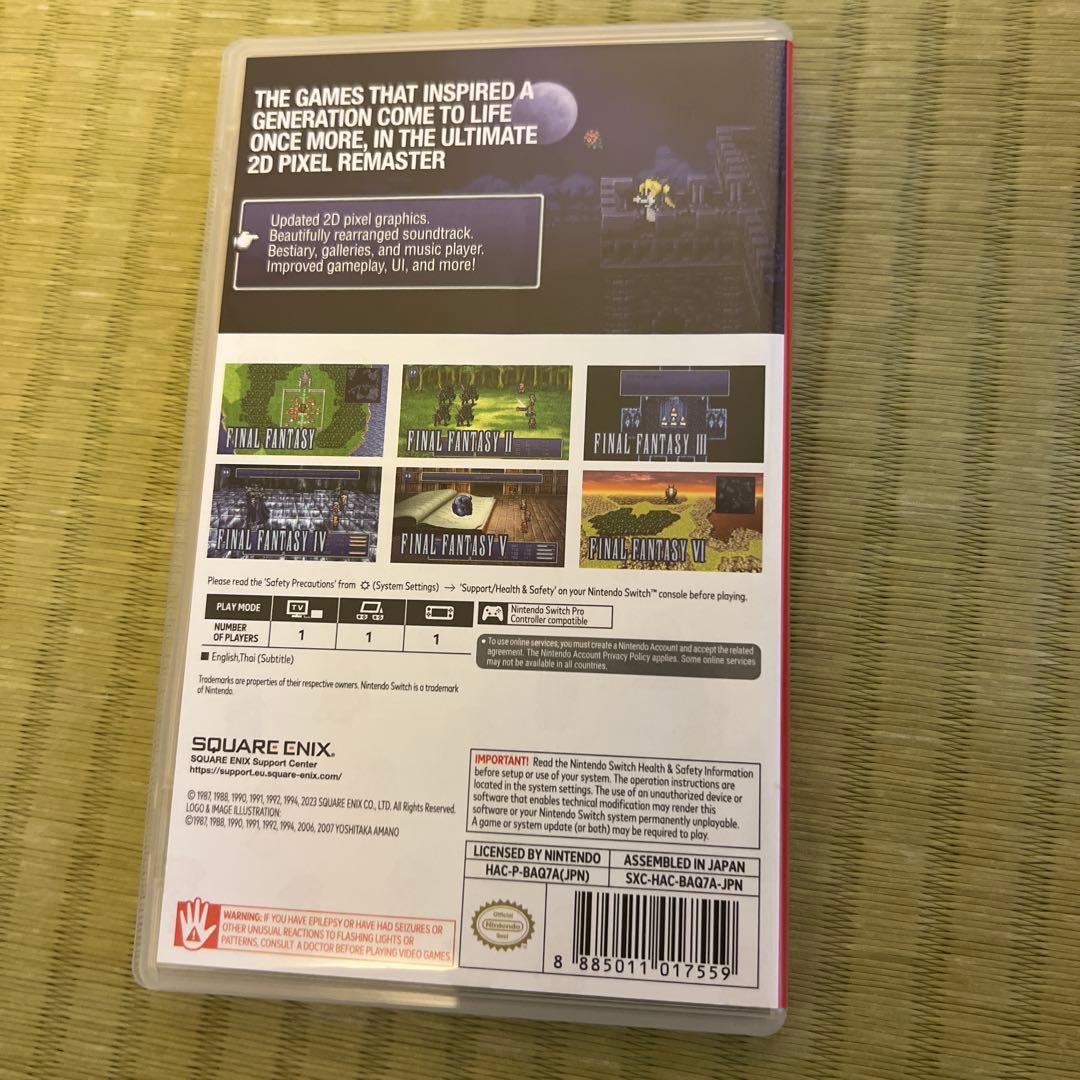 THE GAMES THAT INSPIRED A
GENERATION COME TO LIFE
ONCE MORE, IN THE ULTIMATE
2D PIXEL REMASTER
Updated 2D pixel graphics.
Beautifully rearranged soundtrack.
Bestiary, galleries, and music player.
Improved gameplay, UI, and more!
FINAL FANTASY
FINAL FANTASY II
FINAL FANTASY III
FINAL FANTASY IV
FINAL FANTASY V
FINAL FANTASY VI
Please read the 'Safety Precautions' from (System Settings) → 'Support/Health & Safety' on your Nintendo Switch™ console before playing.
PLAY MODE
TV
Nintendo Switch Pro
Controller compatible
NUMBER
OF PLAYERS
1
1
1
• To use online services, you must create a Nintendo Account and accept the related
agreement. The Nintendo Account Privacy Policy applies. Some online services
may not be available in all countries.
■ English,Thai (Subtitle)
Trademarks are properties of their respective owners. Nintendo Switch is a trademark
of Nintendo.
SQUARE ENIX®
SQUARE ENIX Support Center
https://support.eu.square-enix.com/
© 1987, 1988, 1990, 1991, 1992, 1994, 2023 SQUARE ENIX CO., LTD. All Rights Reserved.
LOGO & IMAGE ILLUSTRATION:
©1987, 1988, 1990, 1991, 1992, 1994, 2006, 2007 YOSHITAKA AMANO
IMPORTANT! Read the Nintendo Switch Health & Safety Information
before setup or use of your system. The operation instructions are
located in the system settings. The use of an unauthorized device or
software that enables technical modification may render this
software or your Nintendo Switch system permanently unplayable.
A game or system update (or both) may be required to play.
LICENSED BY NINTENDO
ASSEMBLED IN JAPAN
HAC-P-BAQ7A(JPN)
SXC-HAC-BAQ7A-JPN
WARNING: IF YOU HAVE EPILEPSY OR HAVE HAD SEIZURES OR
OTHER UNUSUAL REACTIONS TO FLASHING LIGHTS OR
PATTERNS, CONSULT A DOCTOR BEFORE PLAYING VIDEO GAMES.
Official
Nintendo
Seal
8 885011 017559